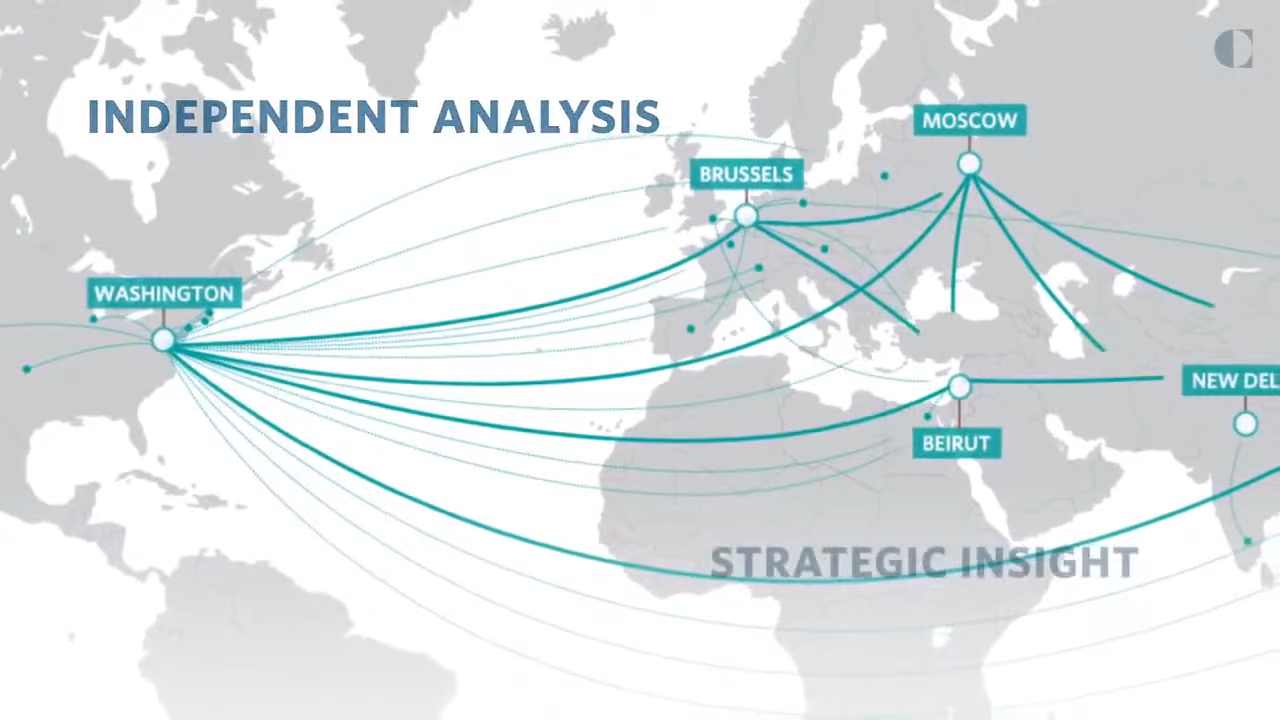 INDEPENDENT ANALYSIS
MOSCOW
BRUSSELS
WASHINGTON
NEW DEL
BEIRUT
STRATEGIC INSIGHT